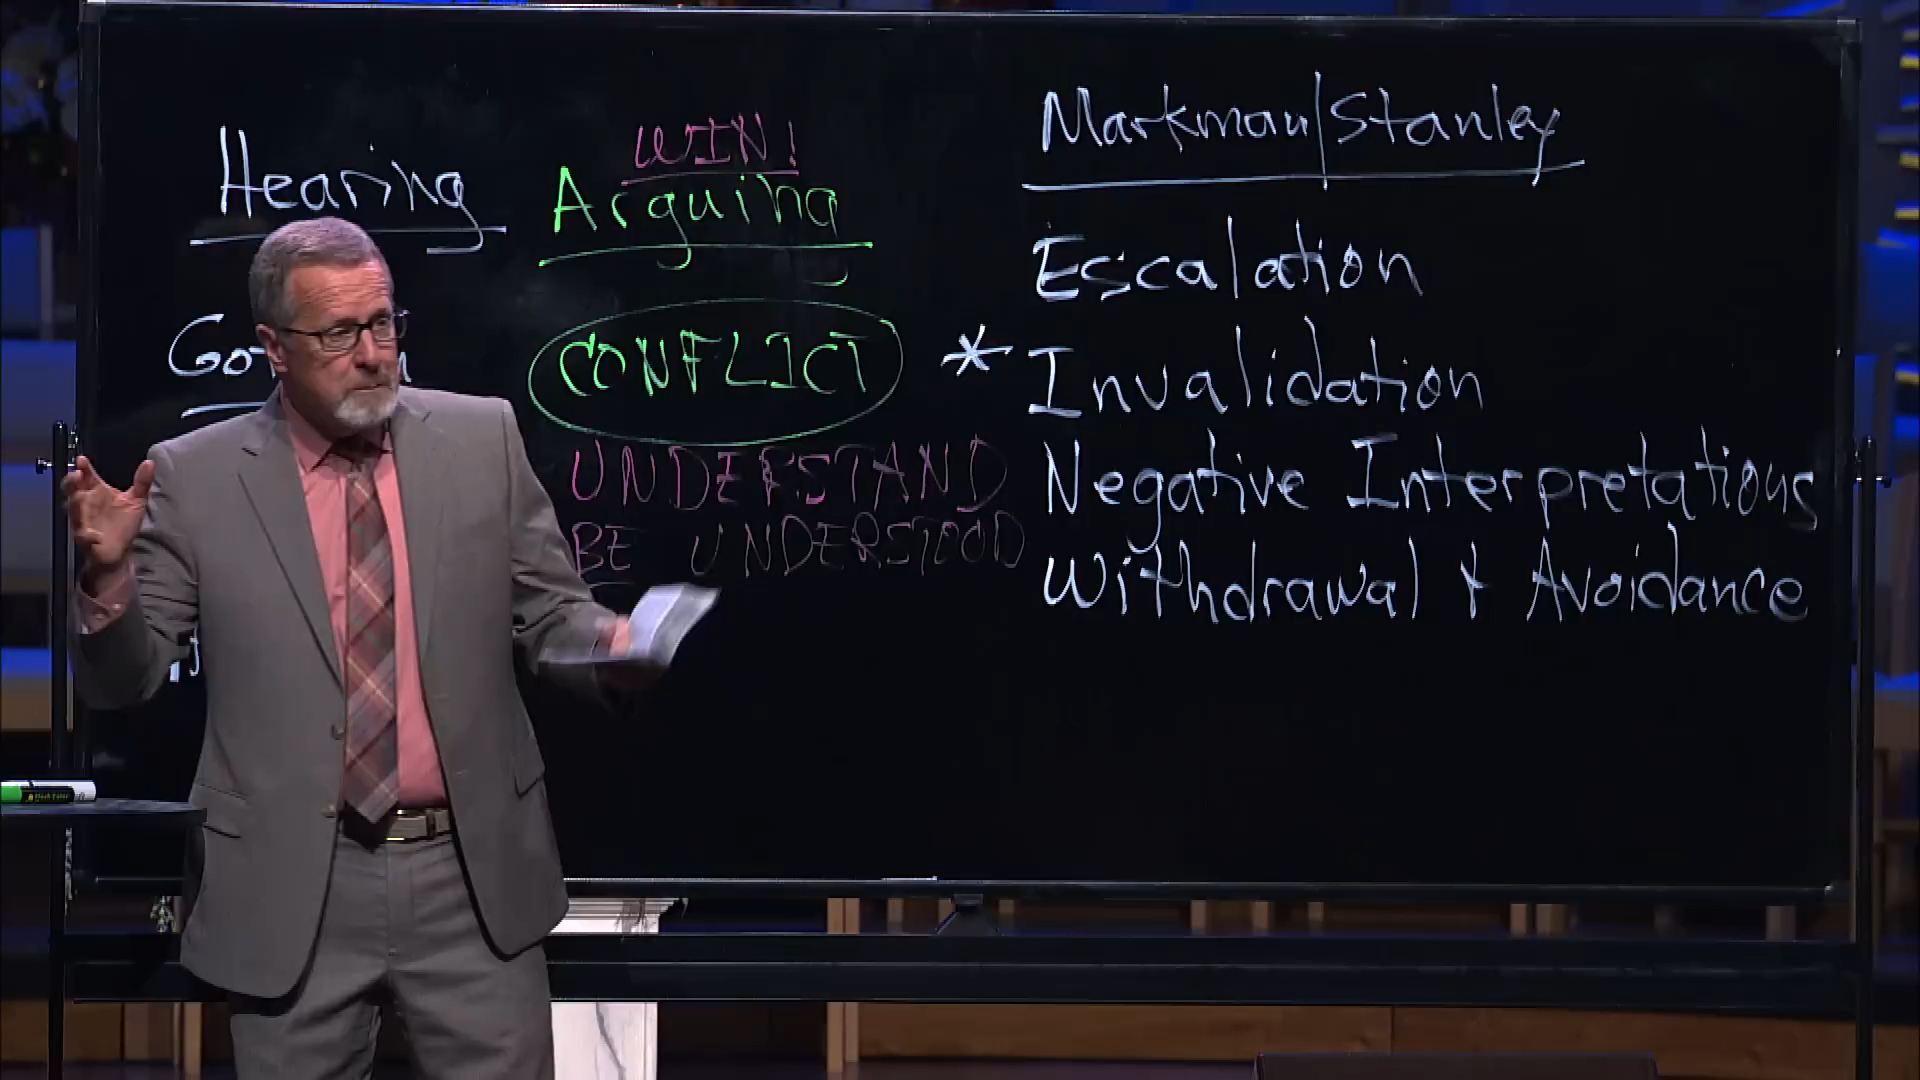 Hearing
WIN!
Arguing
CONFLICT
UNDERSTAND
BE UNDERSTOOD
Markman/Stanley
Escalation
* Invalidation
Negative Interpretations
Withdrawal + Avoidance